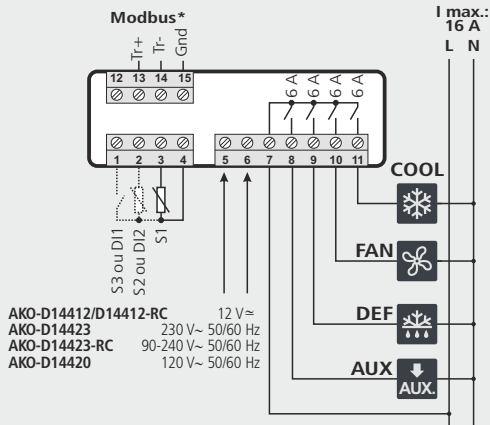 Modbus*
I max.:
16 A
L N
Tr+
Tr-
Gnd
12 13 14 15
6 A
6 A
6 A
6 A
1 2 3 4
5 6 7 8 9 10 11
S3 ou DI1
S2 ou DI2
S1
COOL
FAN
DEF
AUX
AUX.
AKO-D14412/D14412-RC 12 V≃
AKO-D14423 230 V~ 50/60 Hz
AKO-D14423-RC 90-240 V~ 50/60 Hz
AKO-D14420 120 V~ 50/60 Hz